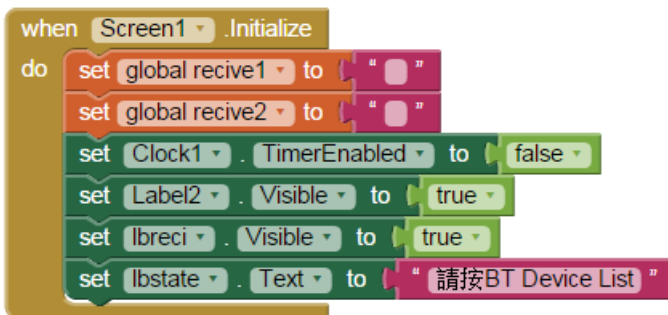 when Screen1 .Initialize
do set global recive1 to " "
set global recive2 to " "
set Clock1 . TimerEnabled to false
set Label2 . Visible to true
set lbreci . Visible to true
set lbstate . Text to " 請按BT Device List "